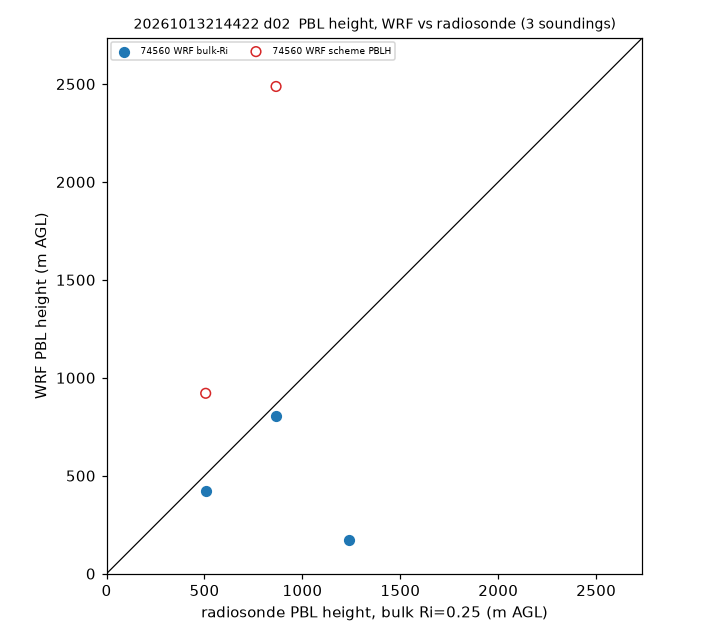 20261013214422 d02  PBL height, WRF vs radiosonde (3 soundings)
74560 WRF bulk-Ri
74560 WRF scheme PBLH
WRF PBL height (m AGL)
2500
2000
1500
1000
500
0
0
500
1000
1500
2000
2500
radiosonde PBL height, bulk Ri=0.25 (m AGL)